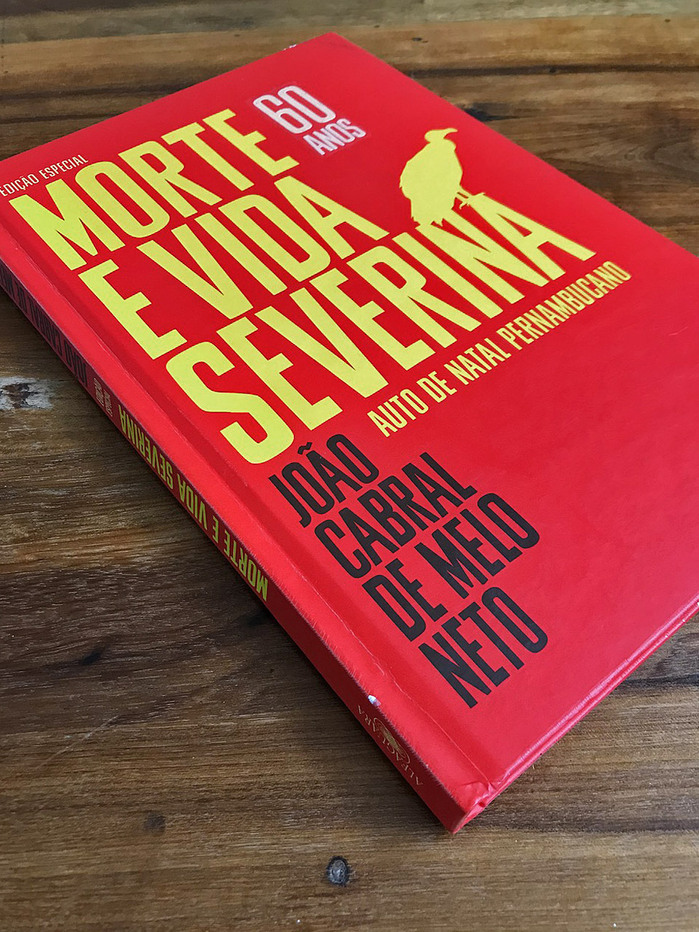 EDIÇÃO ESPECIAL
MORTE
E VIDA
SEVERINA
60
ANOS
AUTO DE NATAL PERNAMBUCANO
JOÃO
CABRAL
DE MELO
NETO
MORTE E VIDA SEVERINA
ALFAGUARA